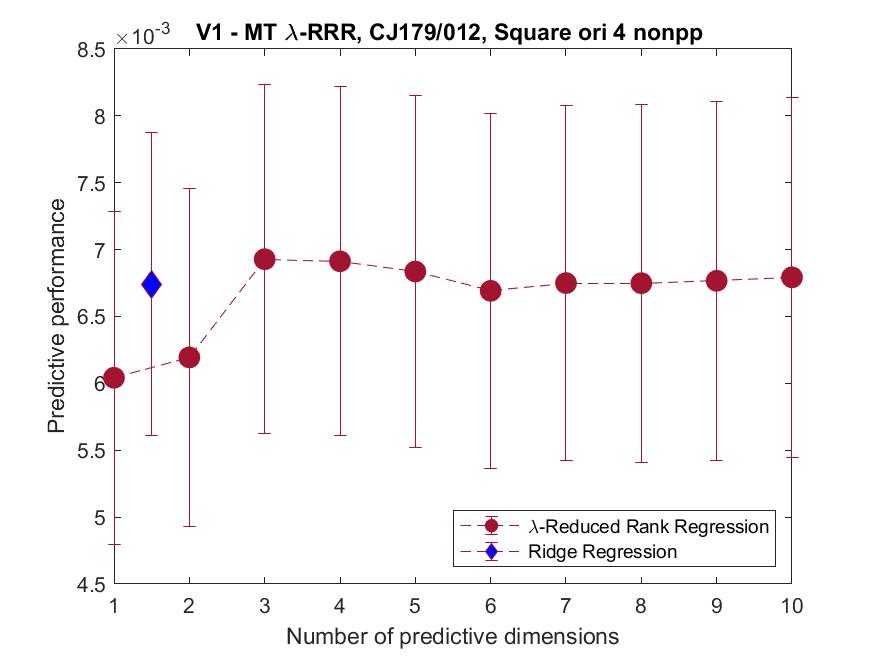 ×10-3
V1 - MT λ-RRR, CJ179/012, Square ori 4 nonpp
8.5
8
7.5
7
6.5
6
5.5
5
4.5
Predictive performance
1 2 3 4 5 6 7 8 9 10
Number of predictive dimensions
λ-Reduced Rank Regression
Ridge Regression